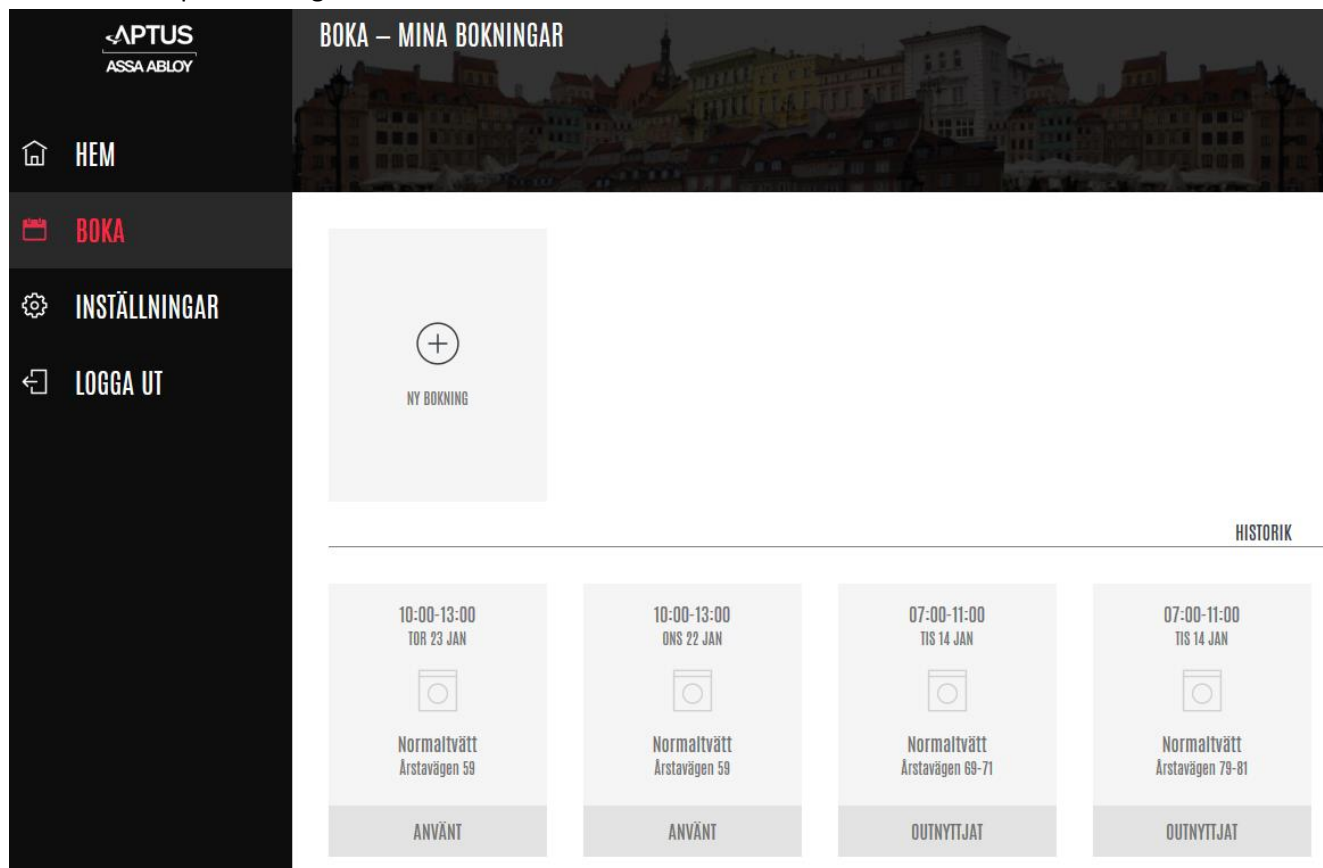 APTUS
ASSA ABLOY
HEM
BOKA
INSTÄLLNINGAR
LOGGA UT
BOKA – MINA BOKNINGAR
NY BOKNING
HISTORIK
10:00-13:00
TOR 23 JAN
Normaltvätt
Årstavägen 59
ANVÄNT
10:00-13:00
ONS 22 JAN
Normaltvätt
Årstavägen 59
ANVÄNT
07:00-11:00
TIS 14 JAN
Normaltvätt
Årstavägen 69-71
OUTNYTTJAT
07:00-11:00
TIS 14 JAN
Normaltvätt
Årstavägen 79-81
OUTNYTTJAT